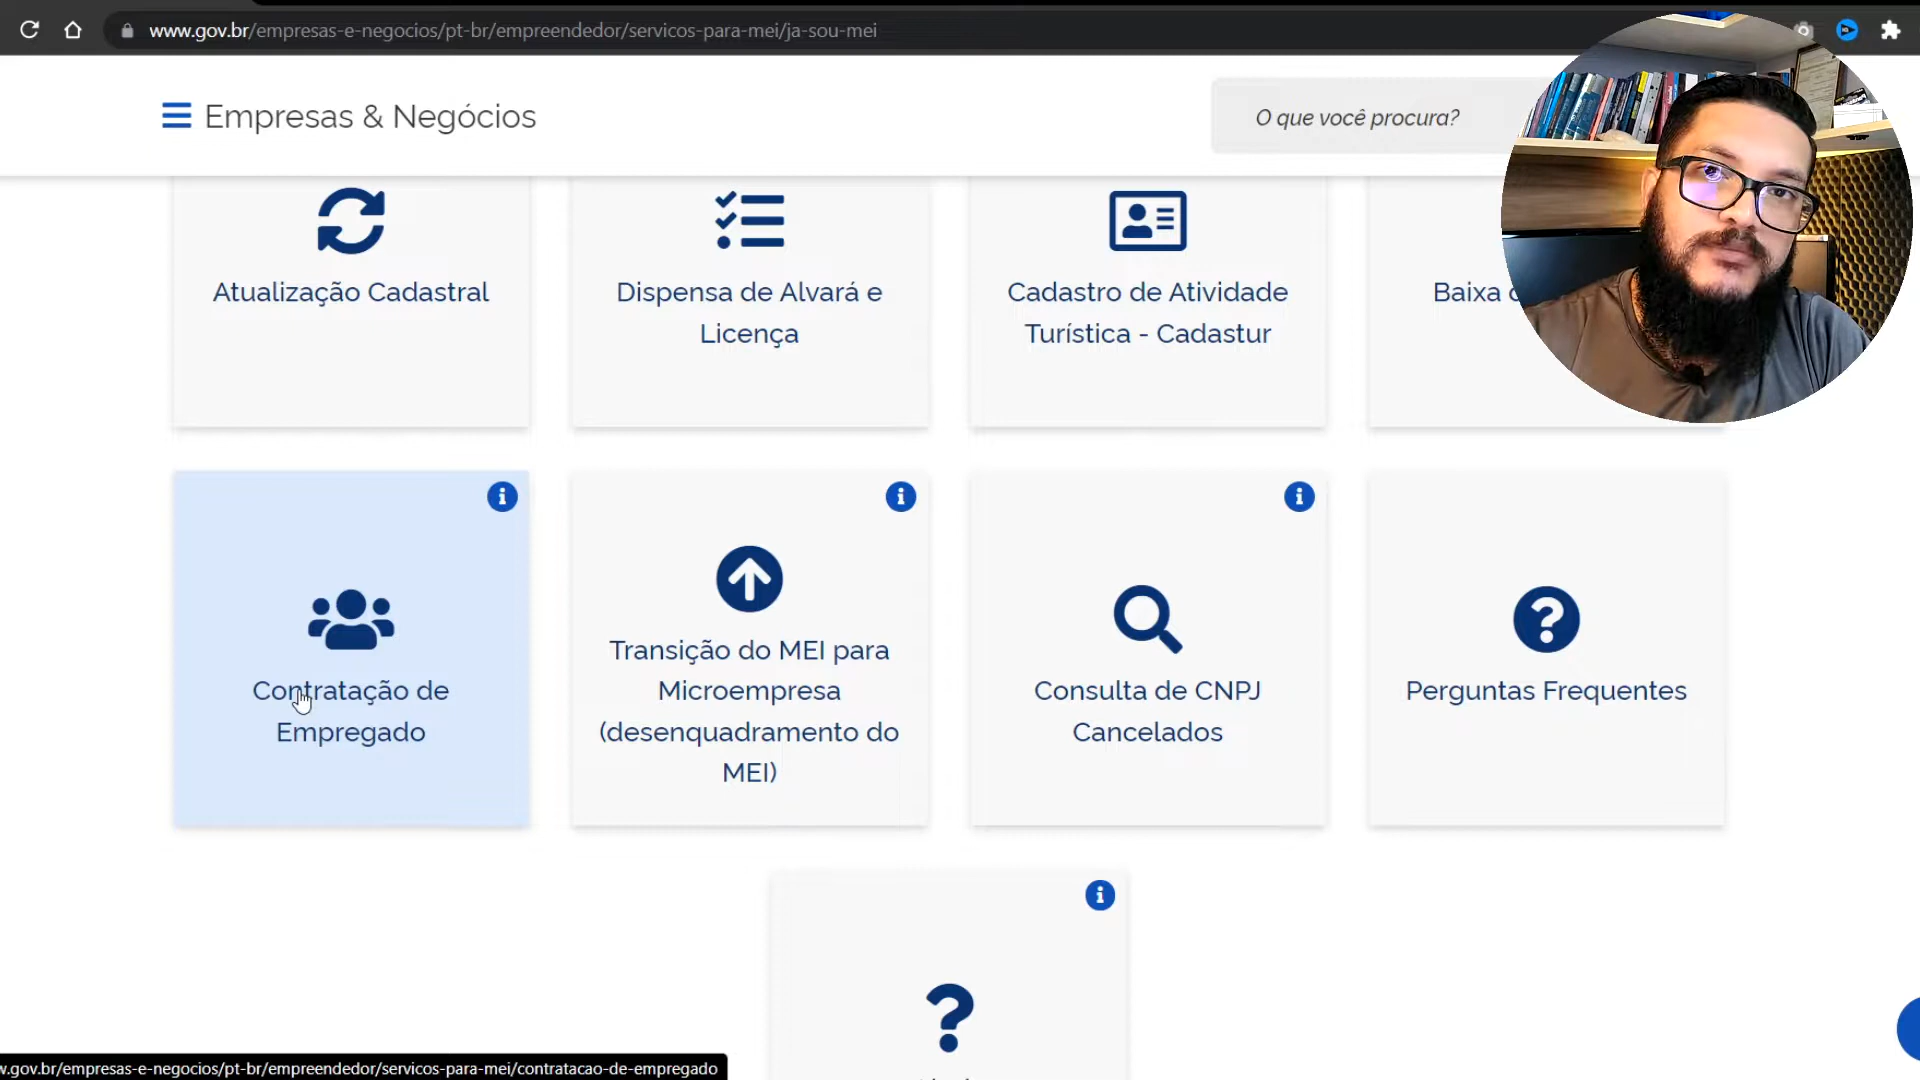 www.gov.br/empresas-e-negocios/pt-br/empreendedor/servicos-para-mei/ja-sou-mei
Empresas & Negócios
O que você procura?
Atualização Cadastral
Dispensa de Alvará e
Licença
Cadastro de Atividade
Turística - Cadastur
Baixa
Contratação de
Empregado
Transição do MEI para
Microempresa
(desenquadramento do
MEI)
Consulta de CNPJ
Cancelados
Perguntas Frequentes
w.gov.br/empresas-e-negocios/pt-br/empreendedor/servicos-para-mei/contratacao-de-empregado